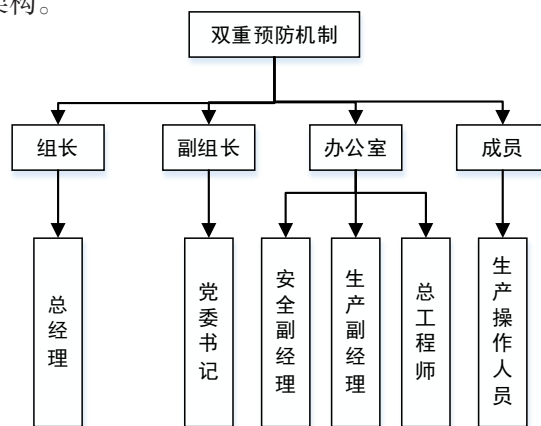 架构。
双重预防机制
组长
副组长
办公室
成员
总经理
党委书记
安全副经理
生产副经理
总工程师
生产操作人员